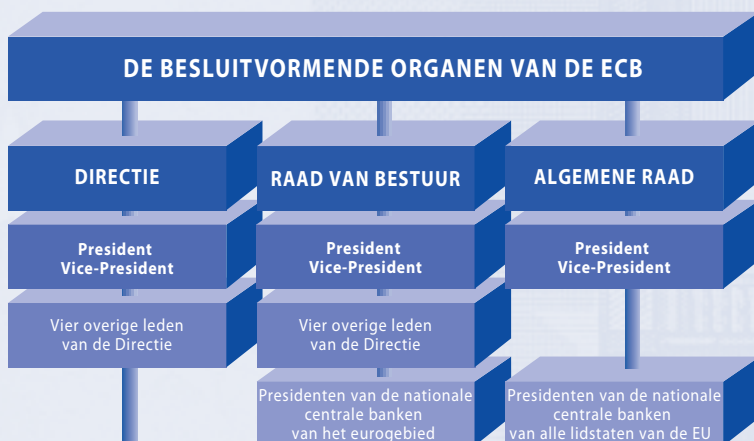 DE BESLUITVORMENDE ORGANEN VAN DE ECB
DIRECTIE
President
Vice-President
Vier overige leden
van de Directie
RAAD VAN BESTUUR
President
Vice-President
Vier overige leden
van de Directie
Presidenten van de nationale
centrale banken
van het eurogebied
ALGEMENE RAAD
President
Vice-President
Presidenten van de nationale
centrale banken
van alle lidstaten van de EU